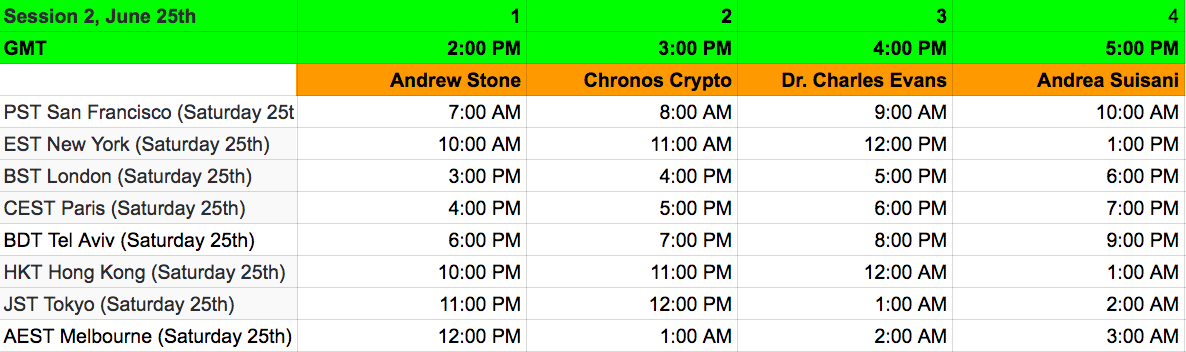 Session 2, June 25th 1 2 3 4
GMT 2:00 PM 3:00 PM 4:00 PM 5:00 PM
Andrew Stone Chronos Crypto Dr. Charles Evans Andrea Suisani
PST San Francisco (Saturday 25t 7:00 AM 8:00 AM 9:00 AM 10:00 AM
EST New York (Saturday 25th) 10:00 AM 11:00 AM 12:00 PM 1:00 PM
BST London (Saturday 25th) 3:00 PM 4:00 PM 5:00 PM 6:00 PM
CEST Paris (Saturday 25th) 4:00 PM 5:00 PM 6:00 PM 7:00 PM
BDT Tel Aviv (Saturday 25th) 6:00 PM 7:00 PM 8:00 PM 9:00 PM
HKT Hong Kong (Saturday 25th) 10:00 PM 11:00 PM 12:00 AM 1:00 AM
JST Tokyo (Saturday 25th) 11:00 PM 12:00 PM 1:00 AM 2:00 AM
AEST Melbourne (Saturday 25th) 12:00 PM 1:00 AM 2:00 AM 3:00 AM